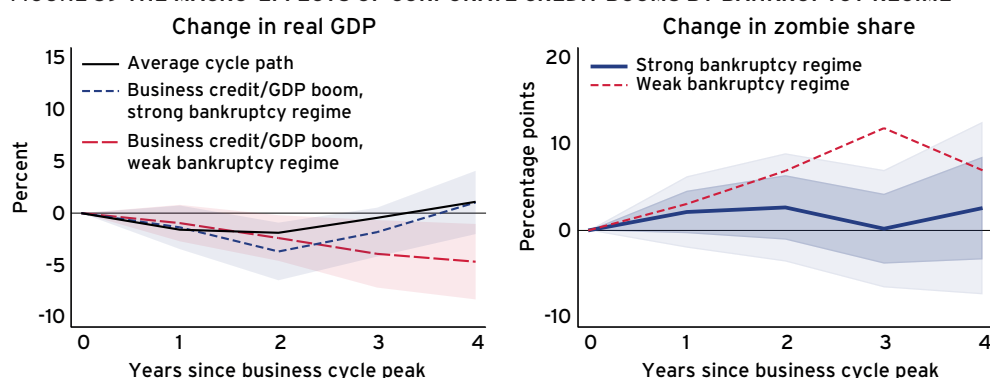 Change in real GDP
Percent
15
10
5
0
-5
-10
Average cycle path
Business credit/GDP boom,
strong bankruptcy regime
Business credit/GDP boom,
weak bankruptcy regime
0 1 2 3 4
Years since business cycle peak
Change in zombie share
Percentage points
20
10
0
-10
Strong bankruptcy regime
Weak bankruptcy regime
0 1 2 3 4
Years since business cycle peak